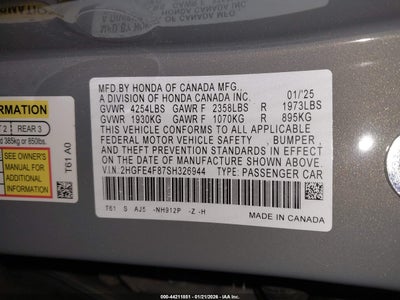 MFD.BY HONDA OF CANADA MFG.,
A DIVISION OF HONDA CANADA INC. 01/'25
GVWR 4254LBS GAWR F 2358LBS R 1973LBS
GVWR 1930KG GAWR F 1070KG R 895KG
THIS VEHICLE CONFORMS TO ALL APPLICABLE
FEDERAL MOTOR VEHICLE SAFETY , BUMPER ,
AND THEFT PREVENTION STANDARDS IN EFFECT
ON THE DATE OF MANUFACTURE SHOWN ABOVE.
V.I.N. 2HGFE4F87SH326944 TYPE: PASSENGER CAR
T61 S AJ5 -NH912P -Z -H
MADE IN CANADA
REAR 3
385kg or 850lbs.
SEE OWNER'S
MANUAL FOR
ADDITIONAL
INFORMATION
T61 A0
000-44211851 - 01/21/2026 - IAA Inc.